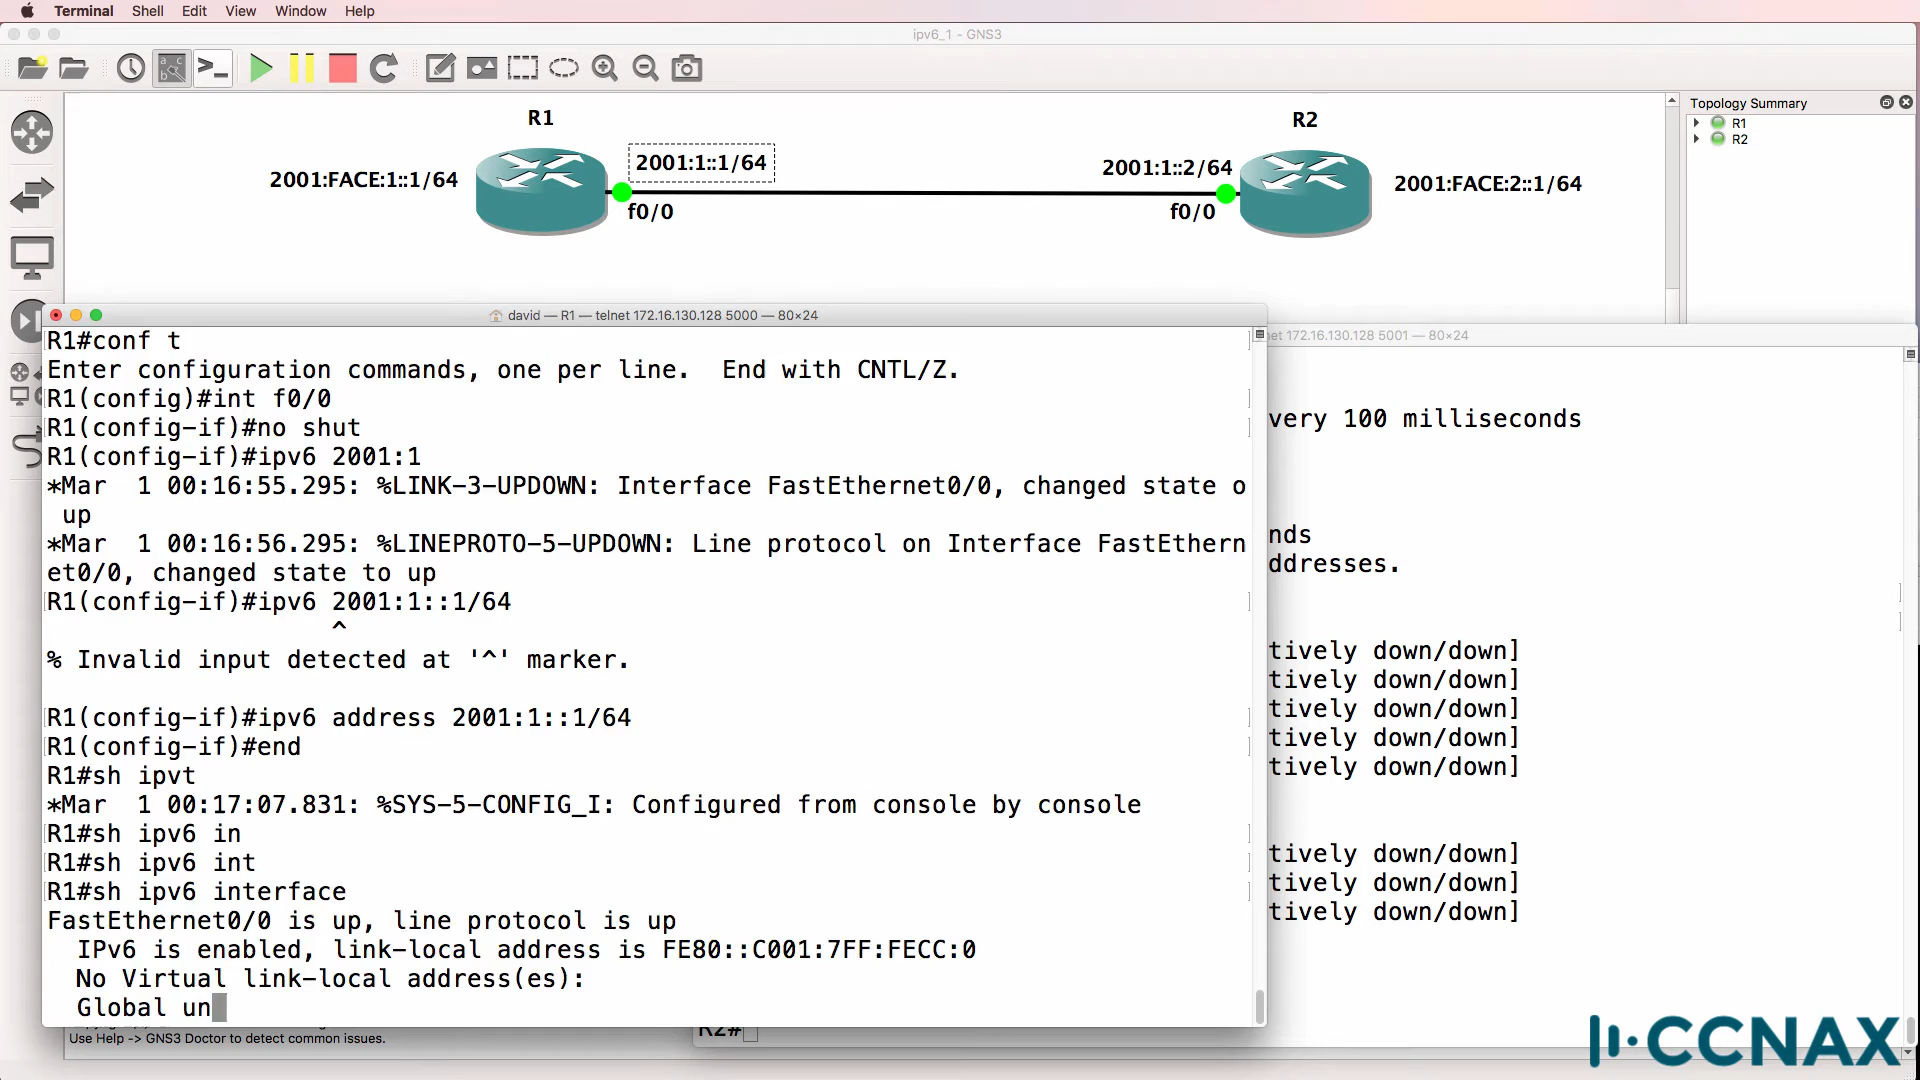 Terminal Shell Edit View Window Help
ipv6_1 - GNS3
R1
R2
2001:FACE:1::1/64
2001:1::1/64
2001:1::2/64
2001:FACE:2::1/64
f0/0
f0/0
Topology Summary
R1
R2
david — R1 — telnet 172.16.130.128 5000 — 80×24
R1#conf t
Enter configuration commands, one per line.  End with CNTL/Z.
R1(config)#int f0/0
R1(config-if)#no shut
R1(config-if)#ipv6 2001:1
*Mar  1 00:16:55.295: %LINK-3-UPDOWN: Interface FastEthernet0/0, changed state o
 up
*Mar  1 00:16:56.295: %LINEPROTO-5-UPDOWN: Line protocol on Interface FastEthern
et0/0, changed state to up
R1(config-if)#ipv6 2001:1::1/64
^
% Invalid input detected at '^' marker.
R1(config-if)#ipv6 address 2001:1::1/64
R1(config-if)#end
R1#sh ipvt
*Mar  1 00:17:07.831: %SYS-5-CONFIG_I: Configured from console by console
R1#sh ipv6 in
R1#sh ipv6 int
R1#sh ipv6 interface
FastEthernet0/0 is up, line protocol is up
  IPv6 is enabled, link-local address is FE80::C001:7FF:FECC:0
  No Virtual link-local address(es):
  Global un
net 172.16.130.128 5001 — 80×24
very 100 milliseconds
nds
ddresses.
tively down/down]
tively down/down]
tively down/down]
tively down/down]
tively down/down]
tively down/down]
tively down/down]
tively down/down]
R2#
Use Help -> GNS3 Doctor to detect common issues.
CCNAX